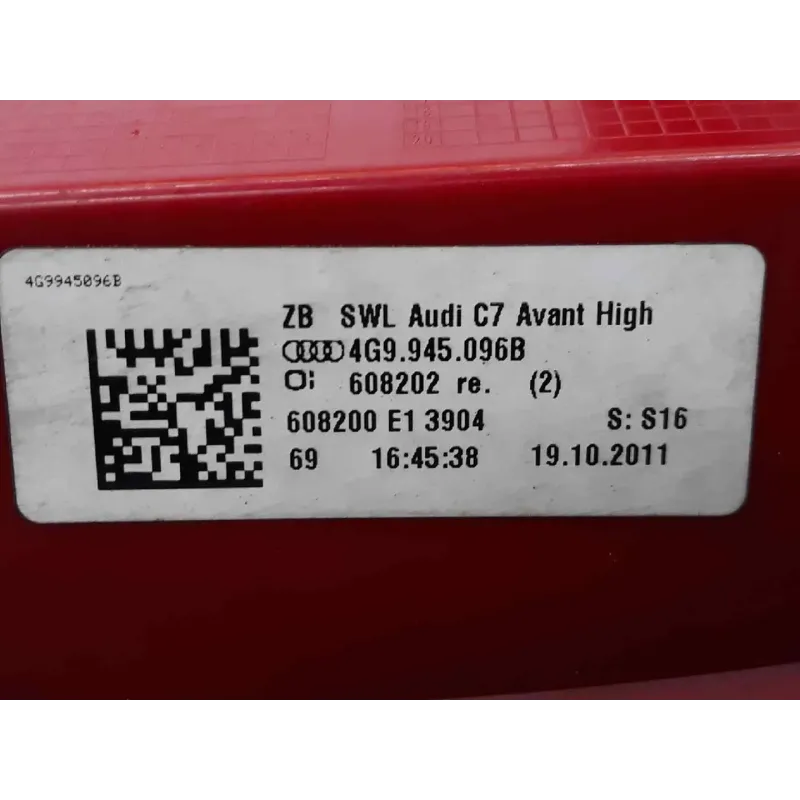 4G9945096B
ZB SWL Audi C7 Avant High
4G9.945.096B
608202 re. (2)
608200 E1 3904 S: S16
69 16:45:38 19.10.2011